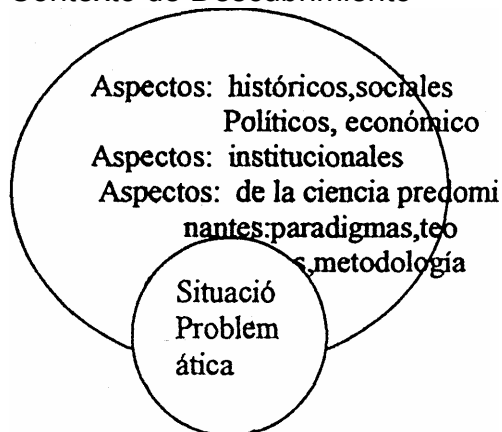 Contexto de Descubrimiento
Aspectos: históricos,sociales
Políticos, económico
Aspectos: institucionales
Aspectos: de la ciencia predomi
nantes:paradigmas,teo
s,metodología
Situació
Problem
ática